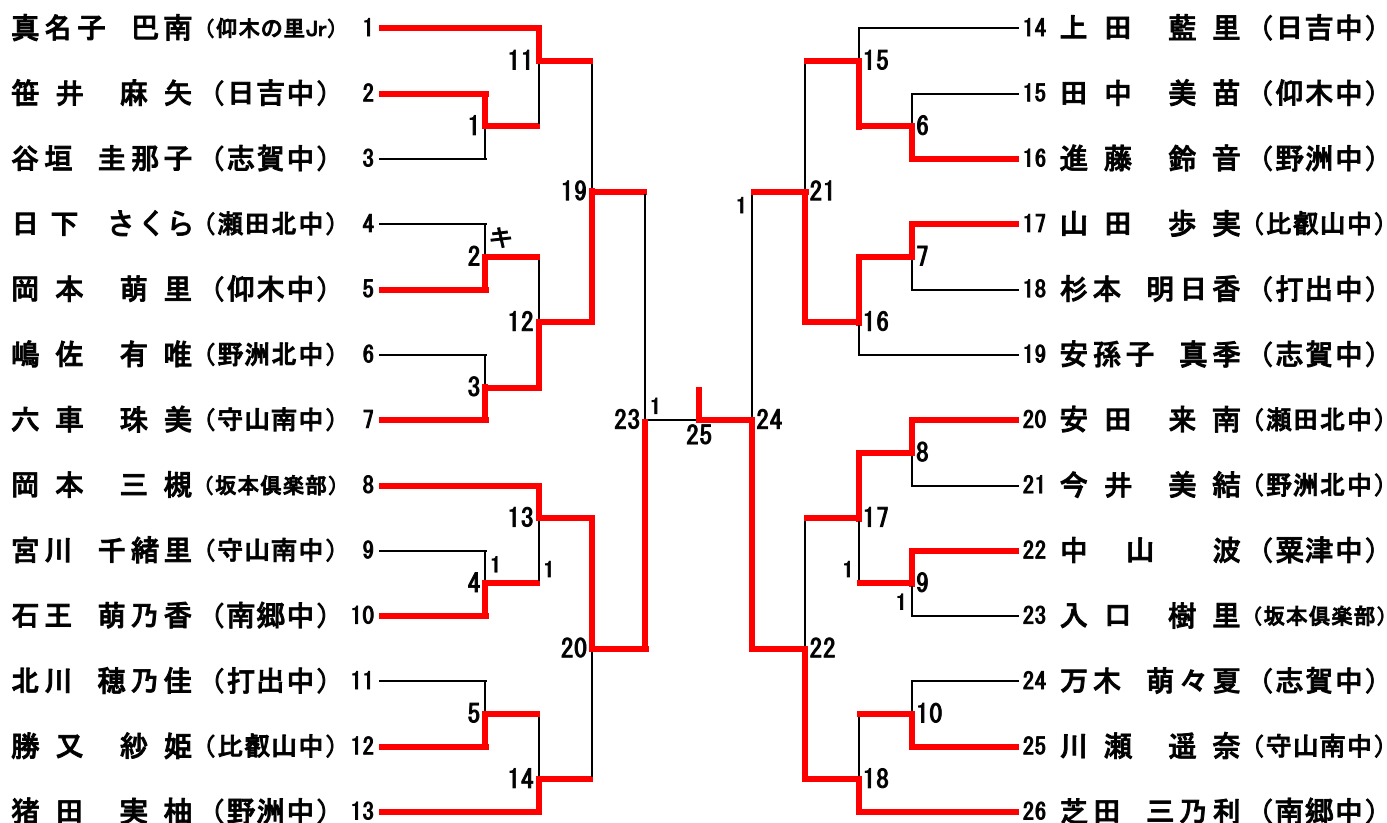 真名子 巴南 (仰木の里Jr) 1
笹井 麻矢 (日吉中) 2
谷垣 圭那子 (志賀中) 3
日下 さくら (瀬田北中) 4
岡本 萌里 (仰木中) 5
嶋佐 有唯 (野洲北中) 6
六車 珠美 (守山南中) 7
岡本 三槻 (坂本倶楽部) 8
宮川 千緒里 (守山南中) 9
石王 萌乃香 (南郷中) 10
北川 穂乃佳 (打出中) 11
勝又 紗姫 (比叡山中) 12
猪田 実柚 (野洲中) 13
11
1
19
2 キ
12
3
23 1
13
4 1 1
20
5
14
25
15
6
1 21
7
16
24
8
17
1 9
1
22
10
18
14 上田 藍里 (日吉中)
15 田中 美苗 (仰木中)
16 進藤 鈴音 (野洲中)
17 山田 歩実 (比叡山中)
18 杉本 明日香 (打出中)
19 安孫子 真季 (志賀中)
20 安田 来南 (瀬田北中)
21 今井 美結 (野洲北中)
22 中山 波 (粟津中)
23 入口 樹里 (坂本倶楽部)
24 万木 萌々夏 (志賀中)
25 川瀬 遥奈 (守山南中)
26 芝田 三乃利 (南郷中)